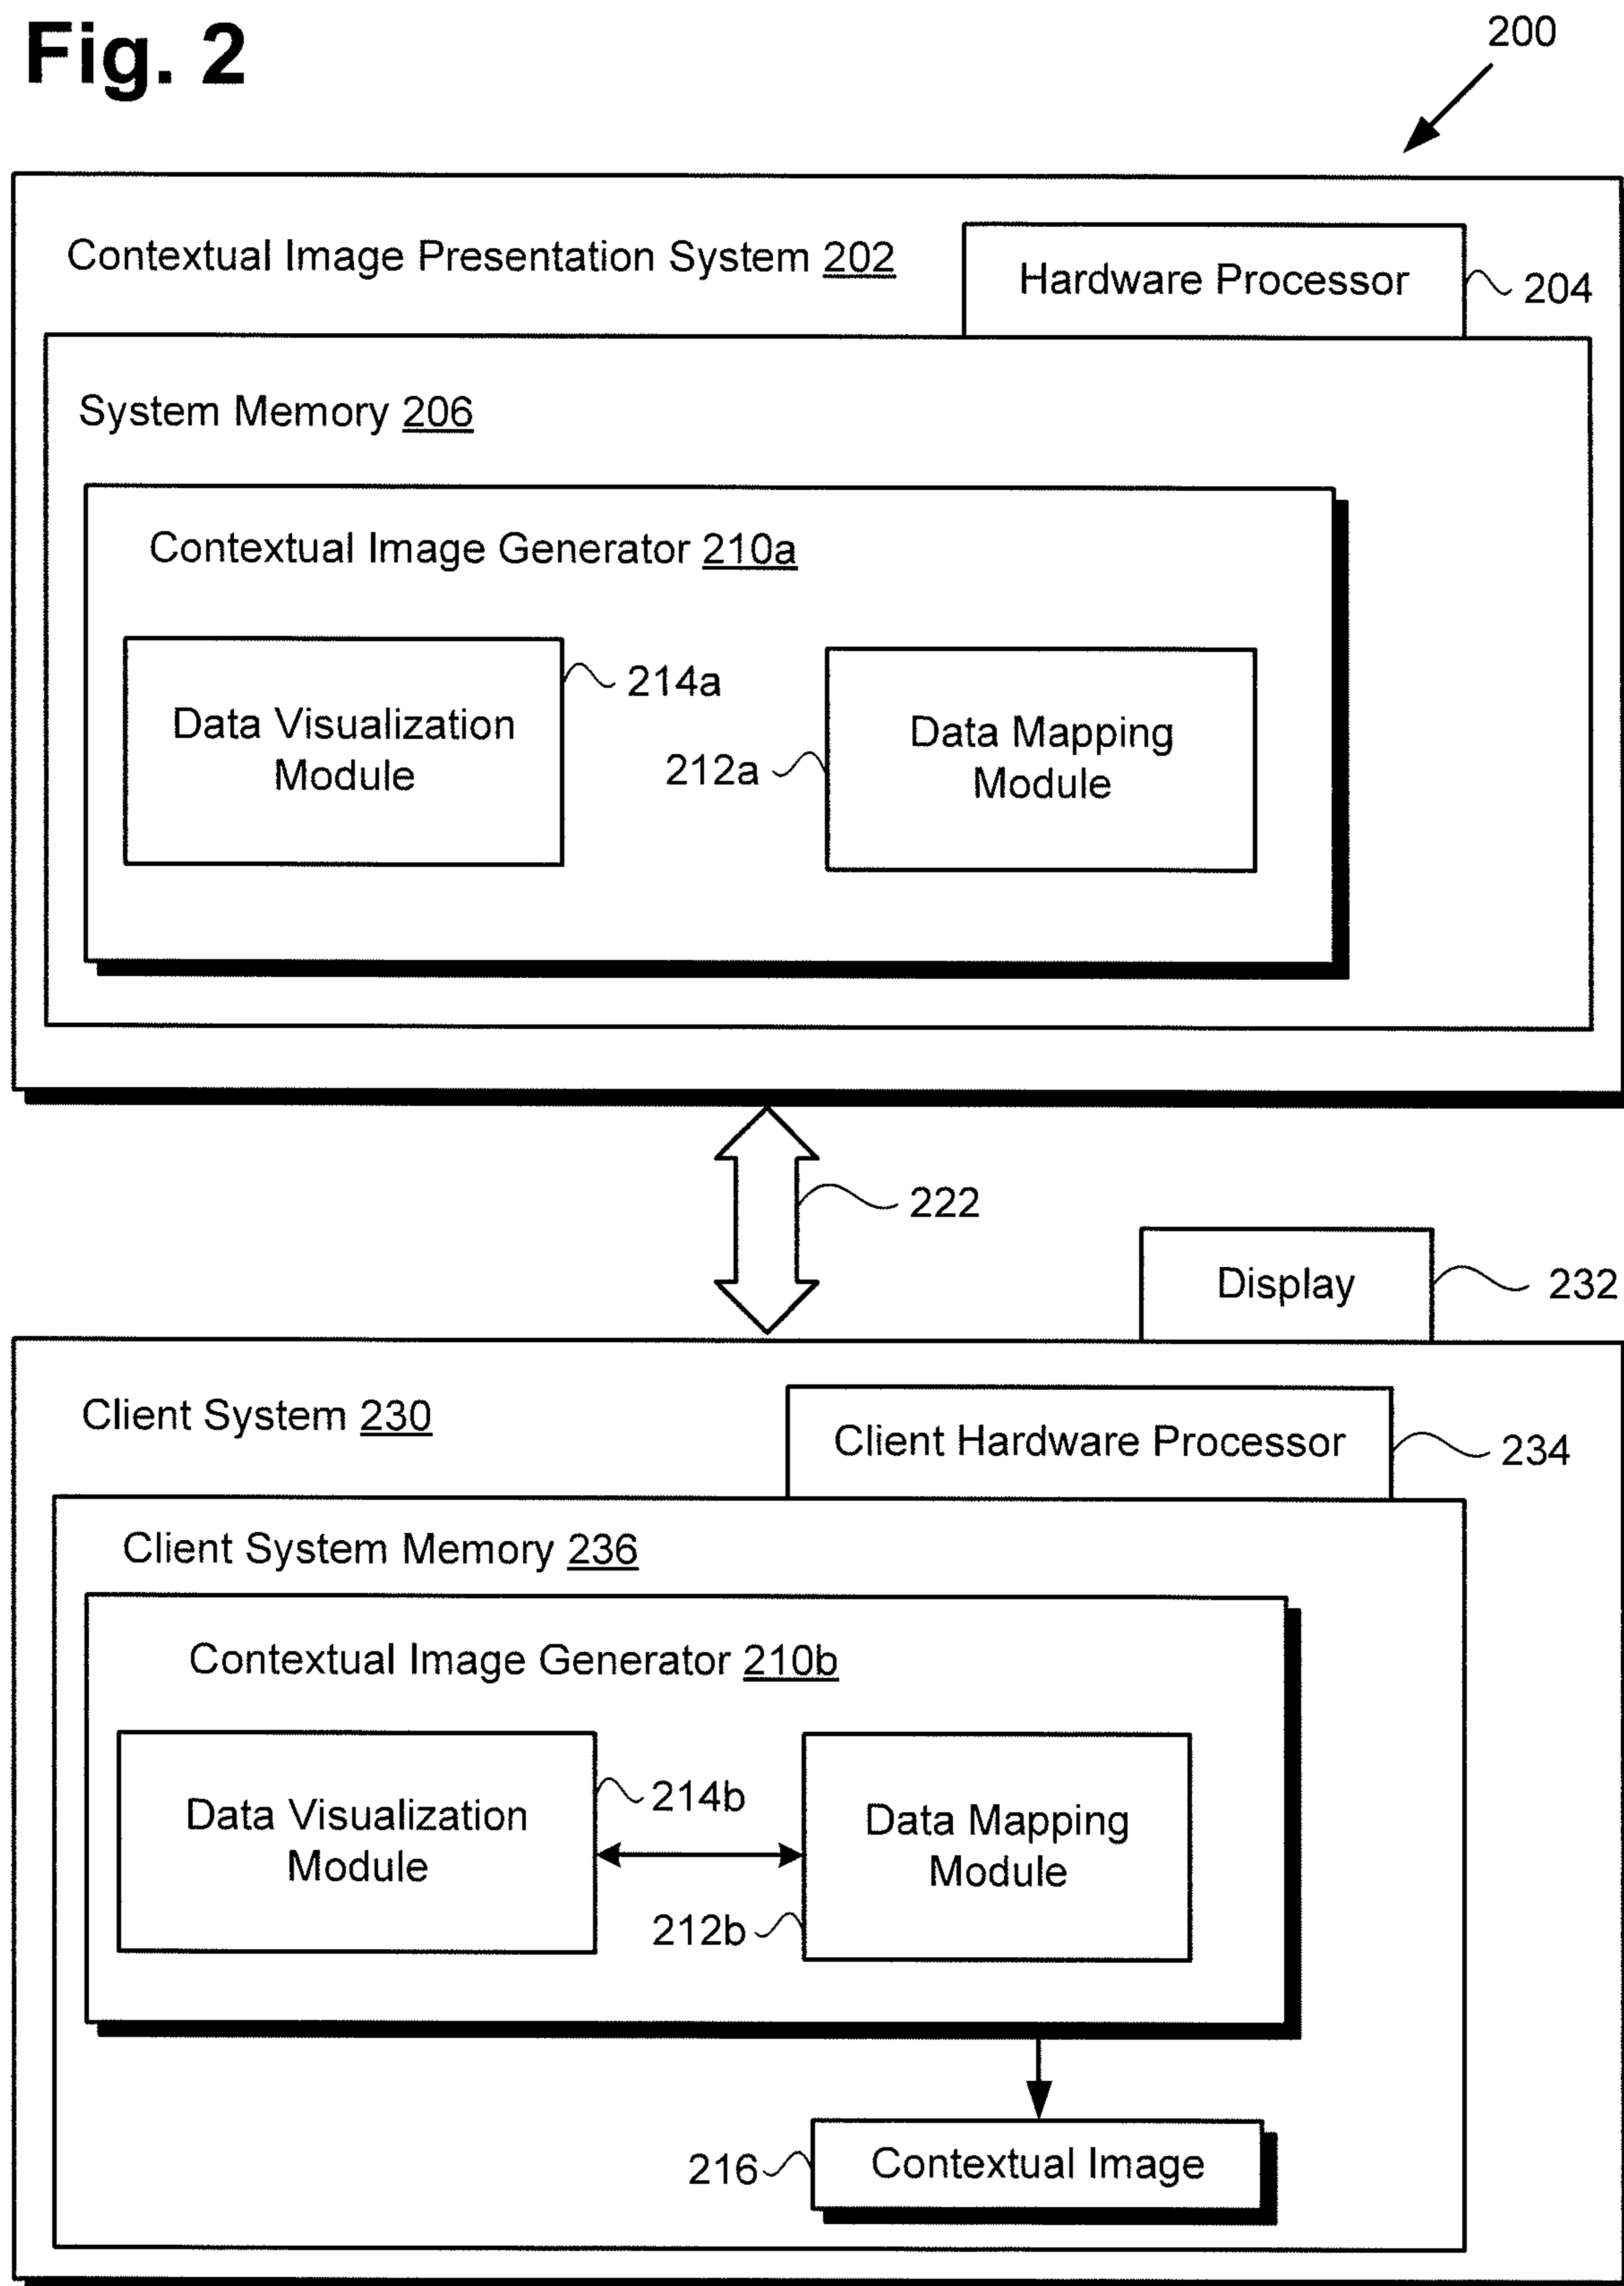 Fig. 2
200
Contextual Image Presentation System 202
Hardware Processor
204
System Memory 206
Contextual Image Generator 210a
214a
Data Visualization
Module
212a
Data Mapping
Module
222
Display
232
Client System 230
Client Hardware Processor
234
Client System Memory 236
Contextual Image Generator 210b
214b
Data Visualization
Module
212b
Data Mapping
Module
216
Contextual Image